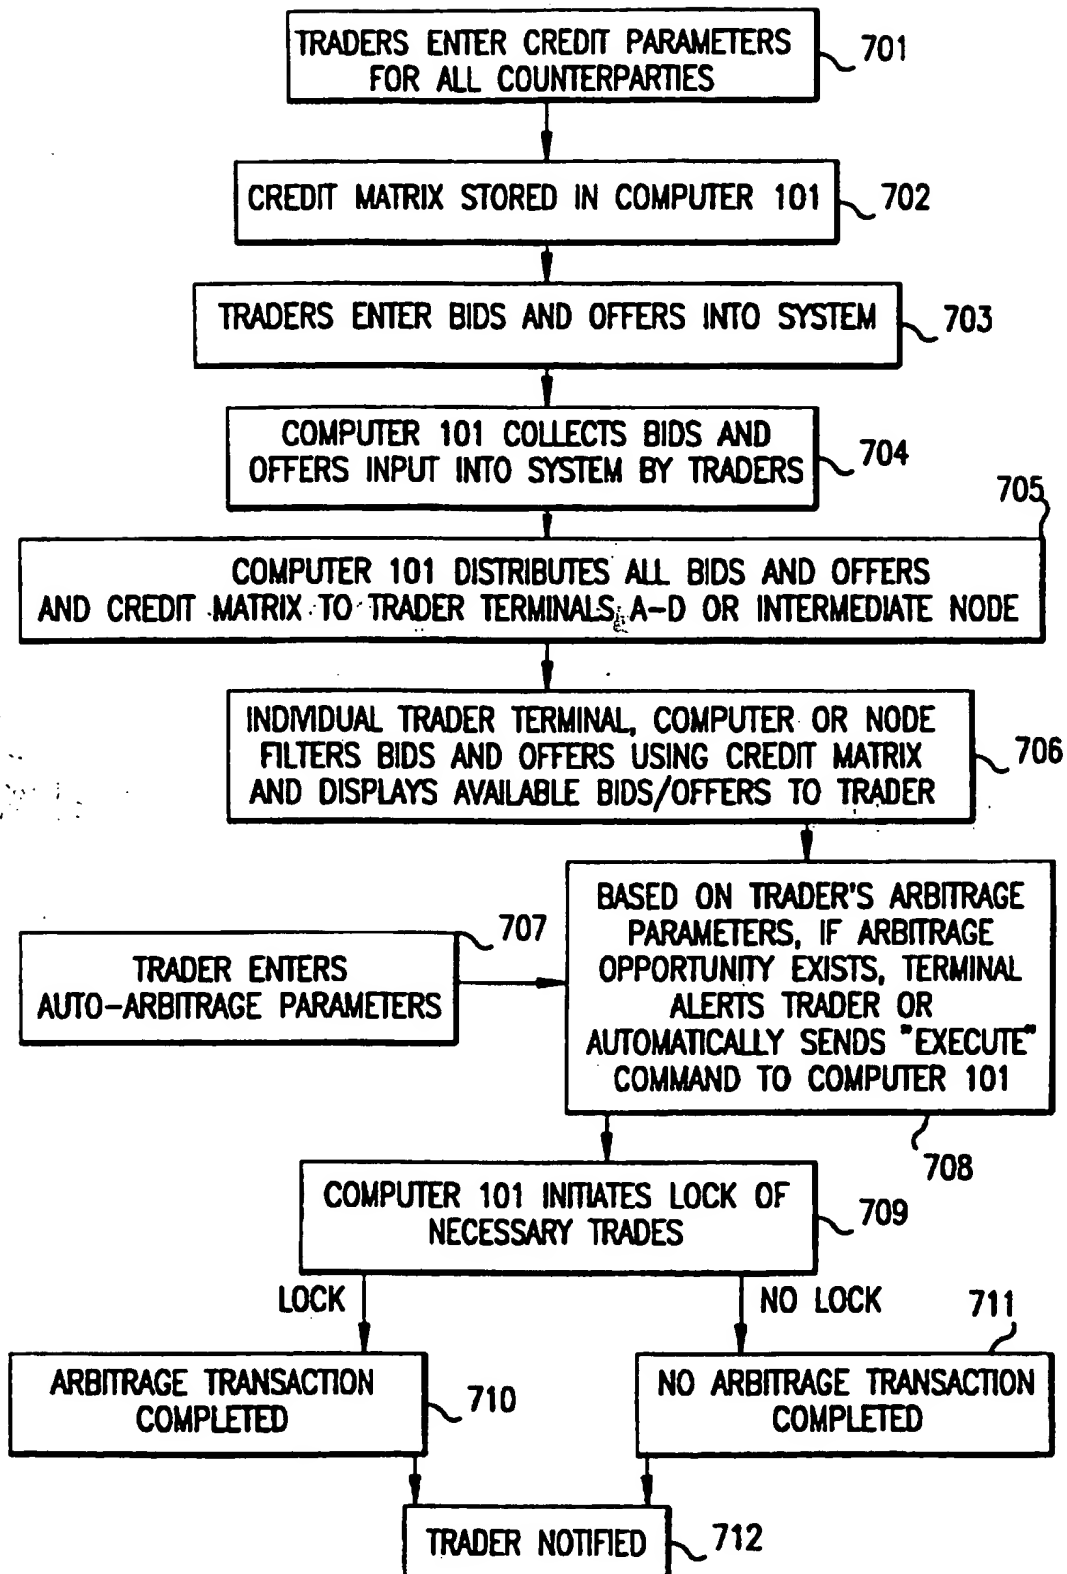 TRADERS ENTER CREDIT PARAMETERS
FOR ALL COUNTERPARTIES
701
CREDIT MATRIX STORED IN COMPUTER 101
702
TRADERS ENTER BIDS AND OFFERS INTO SYSTEM
703
COMPUTER 101 COLLECTS BIDS AND
OFFERS INPUT INTO SYSTEM BY TRADERS
704
705
COMPUTER 101 DISTRIBUTES ALL BIDS AND OFFERS
AND CREDIT MATRIX TO TRADER TERMINALS A-D OR INTERMEDIATE NODE
INDIVIDUAL TRADER TERMINAL, COMPUTER OR NODE
FILTERS BIDS AND OFFERS USING CREDIT MATRIX
AND DISPLAYS AVAILABLE BIDS/OFFERS TO TRADER
706
707
TRADER ENTERS
AUTO-ARBITRAGE PARAMETERS
BASED ON TRADER'S ARBITRAGE
PARAMETERS, IF ARBITRAGE
OPPORTUNITY EXISTS, TERMINAL
ALERTS TRADER OR
AUTOMATICALLY SENDS "EXECUTE"
COMMAND TO COMPUTER 101
708
COMPUTER 101 INITIATES LOCK OF
NECESSARY TRADES
709
LOCK
NO LOCK
711
ARBITRAGE TRANSACTION
COMPLETED
710
NO ARBITRAGE TRANSACTION
COMPLETED
TRADER NOTIFIED
712